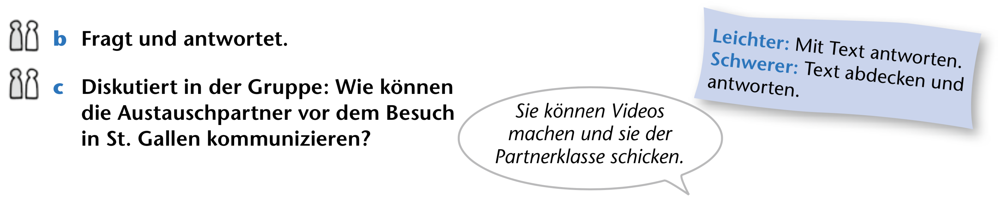 b Fragt und antwortet.
c Diskutiert in der Gruppe: Wie können
die Austauschpartner vor dem Besuch
in St. Gallen kommunizieren?
Sie können Videos
machen und sie der
Partnerklasse schicken.
Leichter: Mit Text antworten.
Schwerer: Text abdecken und
antworten.